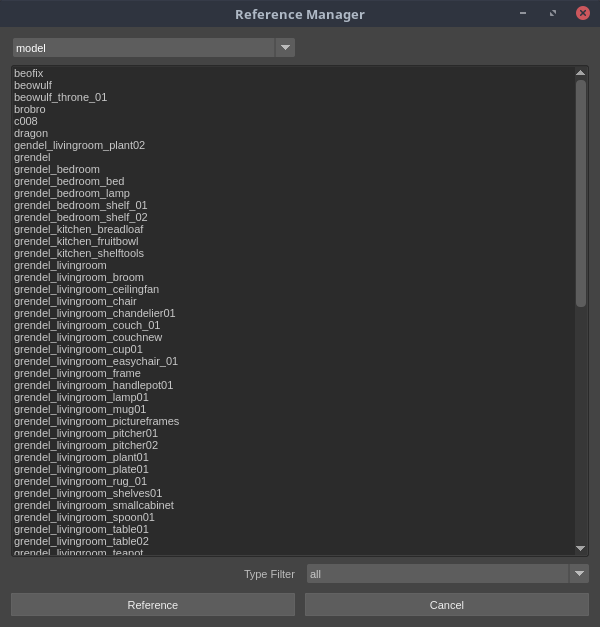 Reference Manager
model
beofix
beowulf
beowulf_throne_01
brobro
c008
dragon
gendel_livingroom_plant02
grendel
grendel_bedroom
grendel_bedroom_bed
grendel_bedroom_lamp
grendel_bedroom_shelf_01
grendel_bedroom_shelf_02
grendel_kitchen_breadloaf
grendel_kitchen_fruitbowl
grendel_kitchen_shelftools
grendel_livingroom
grendel_livingroom_broom
grendel_livingroom_ceilingfan
grendel_livingroom_chair
grendel_livingroom_chandelier01
grendel_livingroom_couch_01
grendel_livingroom_couchnew
grendel_livingroom_cup01
grendel_livingroom_easychair_01
grendel_livingroom_frame
grendel_livingroom_handlepot01
grendel_livingroom_lamp01
grendel_livingroom_mug01
grendel_livingroom_pictureframes
grendel_livingroom_pitcher01
grendel_livingroom_pitcher02
grendel_livingroom_plant01
grendel_livingroom_plate01
grendel_livingroom_rug_01
grendel_livingroom_shelves01
grendel_livingroom_smallcabinet
grendel_livingroom_spoon01
grendel_livingroom_table01
grendel_livingroom_table02
grendel_livingroom_teapot
Type Filter all
Reference Cancel